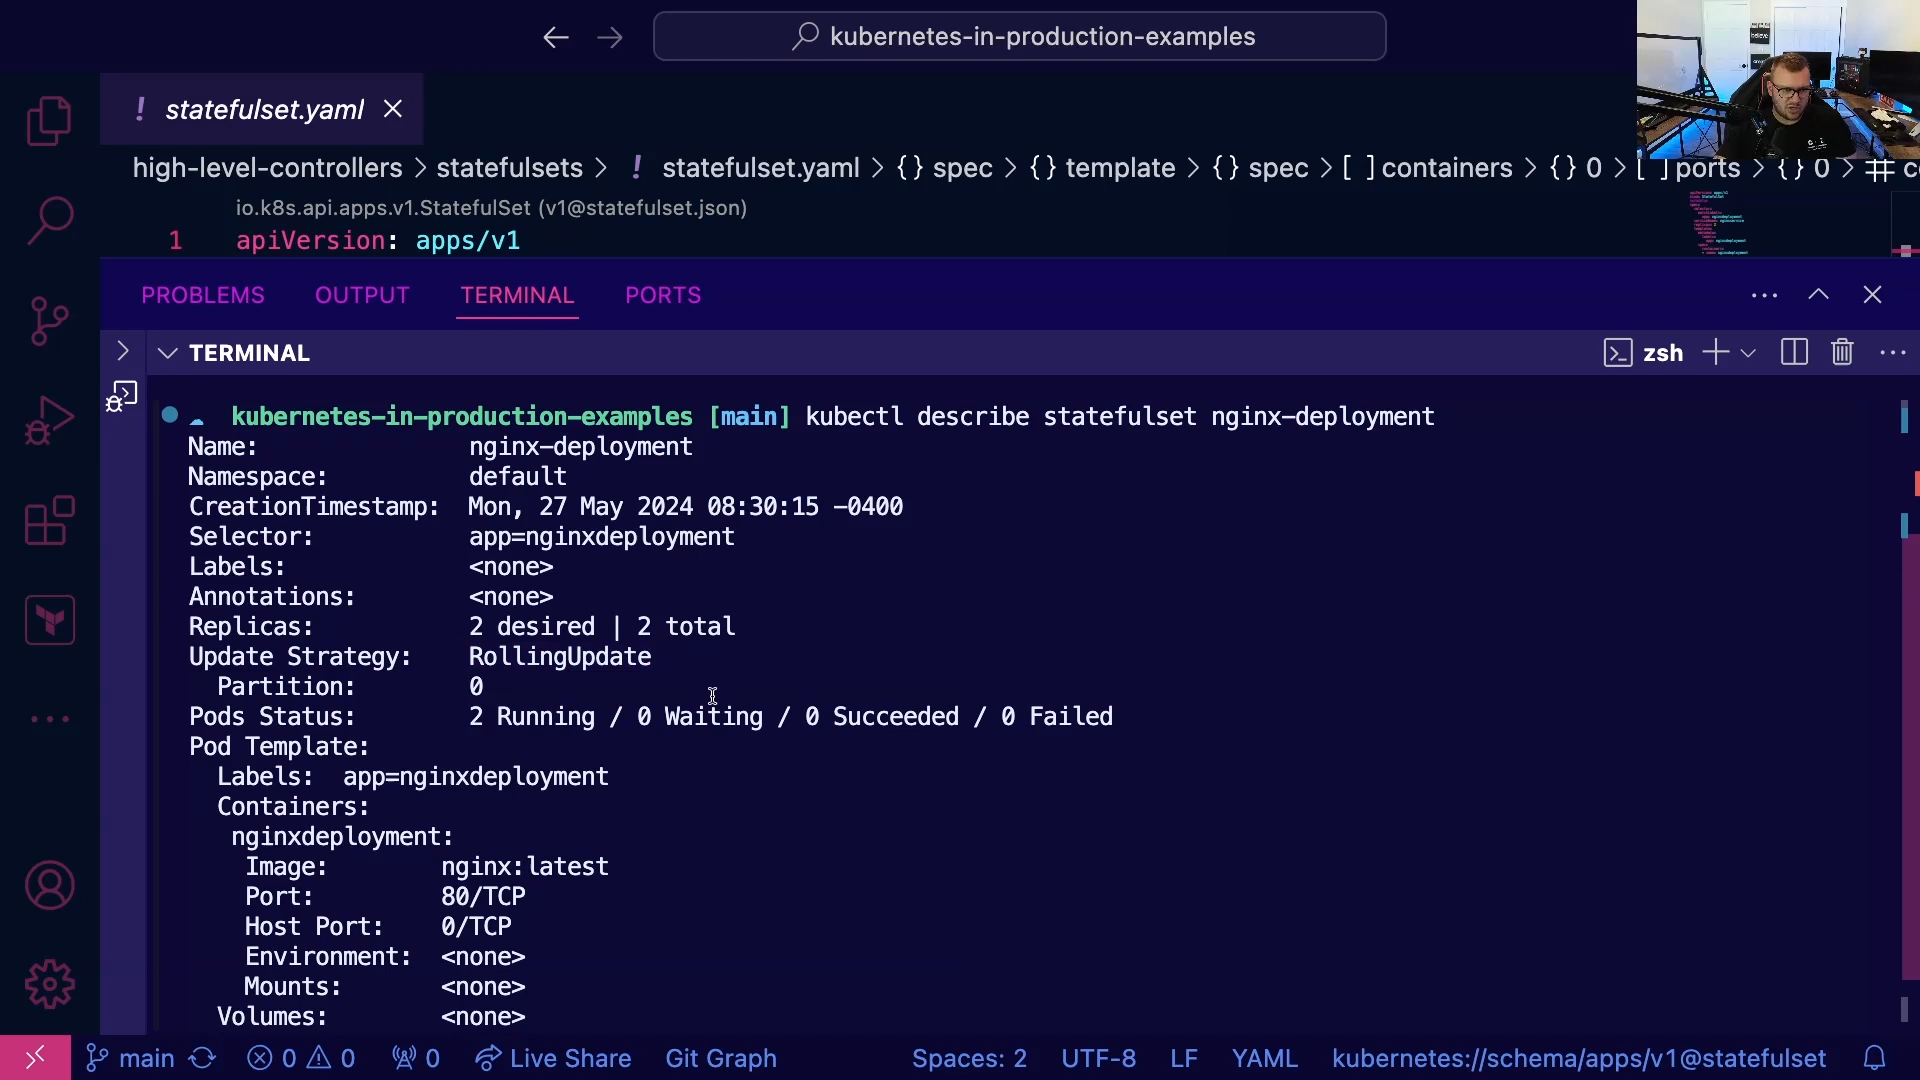 kubernetes-in-production-examples
! statefulset.yaml
high-level-controllers > statefulsets > ! statefulset.yaml > {} spec > {} template > {} spec > [ ] containers > {} 0 > [ ] ports > {} 0 >
io.k8s.api.apps.v1.StatefulSet (v1@statefulset.json)
1 apiVersion: apps/v1
PROBLEMS OUTPUT TERMINAL PORTS
TERMINAL
zsh
kubernetes-in-production-examples [main] kubectl describe statefulset nginx-deployment
Name: nginx-deployment
Namespace: default
CreationTimestamp: Mon, 27 May 2024 08:30:15 -0400
Selector: app=nginxdeployment
Labels: <none>
Annotations: <none>
Replicas: 2 desired | 2 total
Update Strategy: RollingUpdate
Partition: 0
Pods Status: 2 Running / 0 Waiting / 0 Succeeded / 0 Failed
Pod Template:
Labels: app=nginxdeployment
Containers:
nginxdeployment:
Image: nginx:latest
Port: 80/TCP
Host Port: 0/TCP
Environment: <none>
Mounts: <none>
Volumes: <none>
main 0 0 0 Live Share Git Graph Spaces: 2 UTF-8 LF YAML kubernetes://schema/apps/v1@statefulset